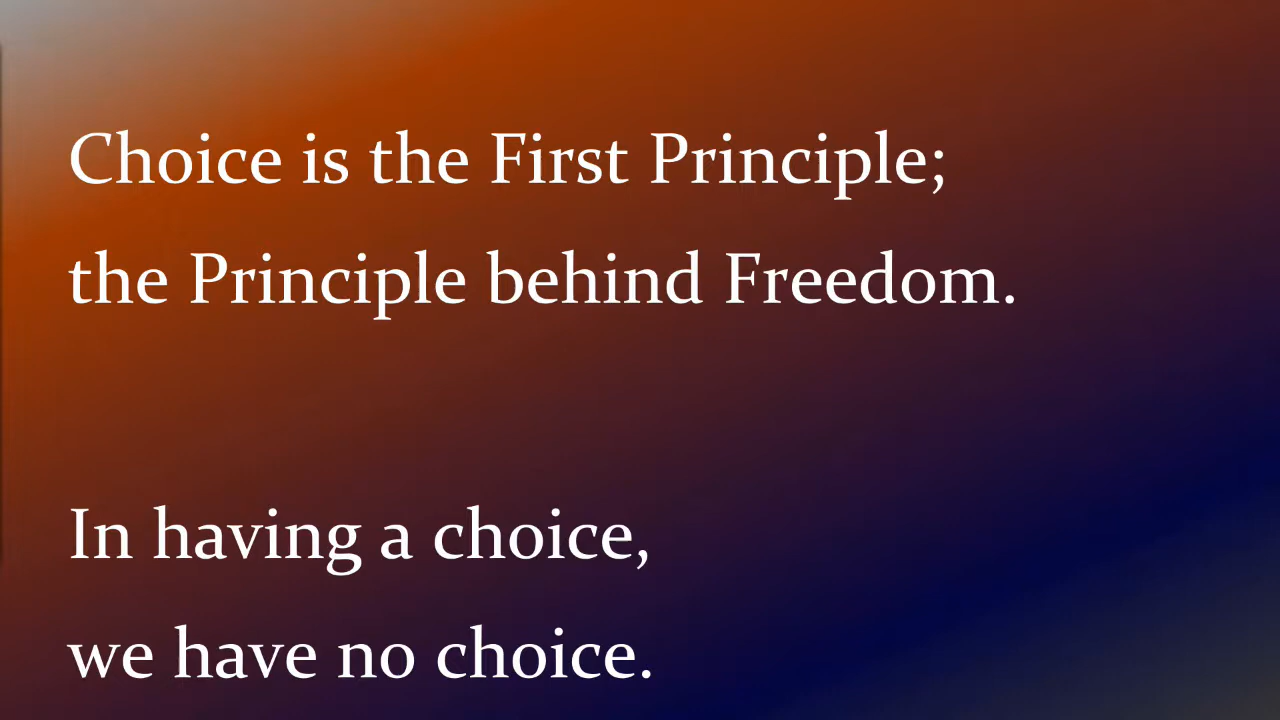 Choice is the First Principle;
the Principle behind Freedom.
In having a choice,
we have no choice.